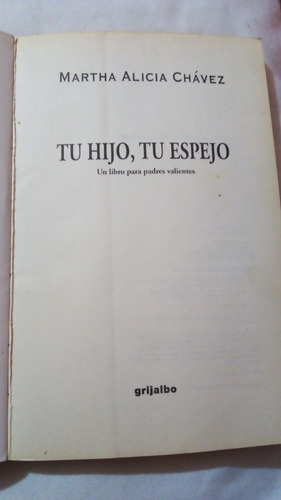 MARTHA ALICIA CHÁVEZ
TU HIJO, TU ESPEJO
Un libro para padres valientes
grijalbo